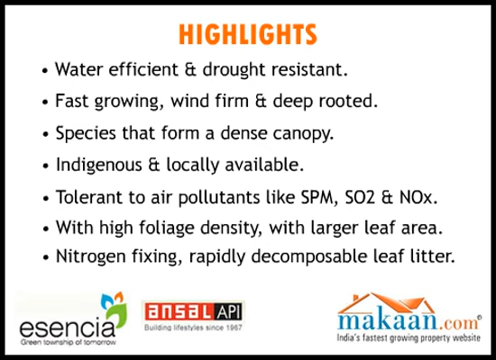 HIGHLIGHTS
• Water efficient & drought resistant.
• Fast growing, wind firm & deep rooted.
• Species that form a dense canopy.
• Indigenous & locally available.
• Tolerant to air pollutants like SPM, SO2 & NOx.
• With high foliage density, with larger leaf area.
• Nitrogen fixing, rapidly decomposable leaf litter.
esencia
Green township of tomorrow
ansal API
Building lifestyles since 1967
makaan.com
India's fastest growing property website